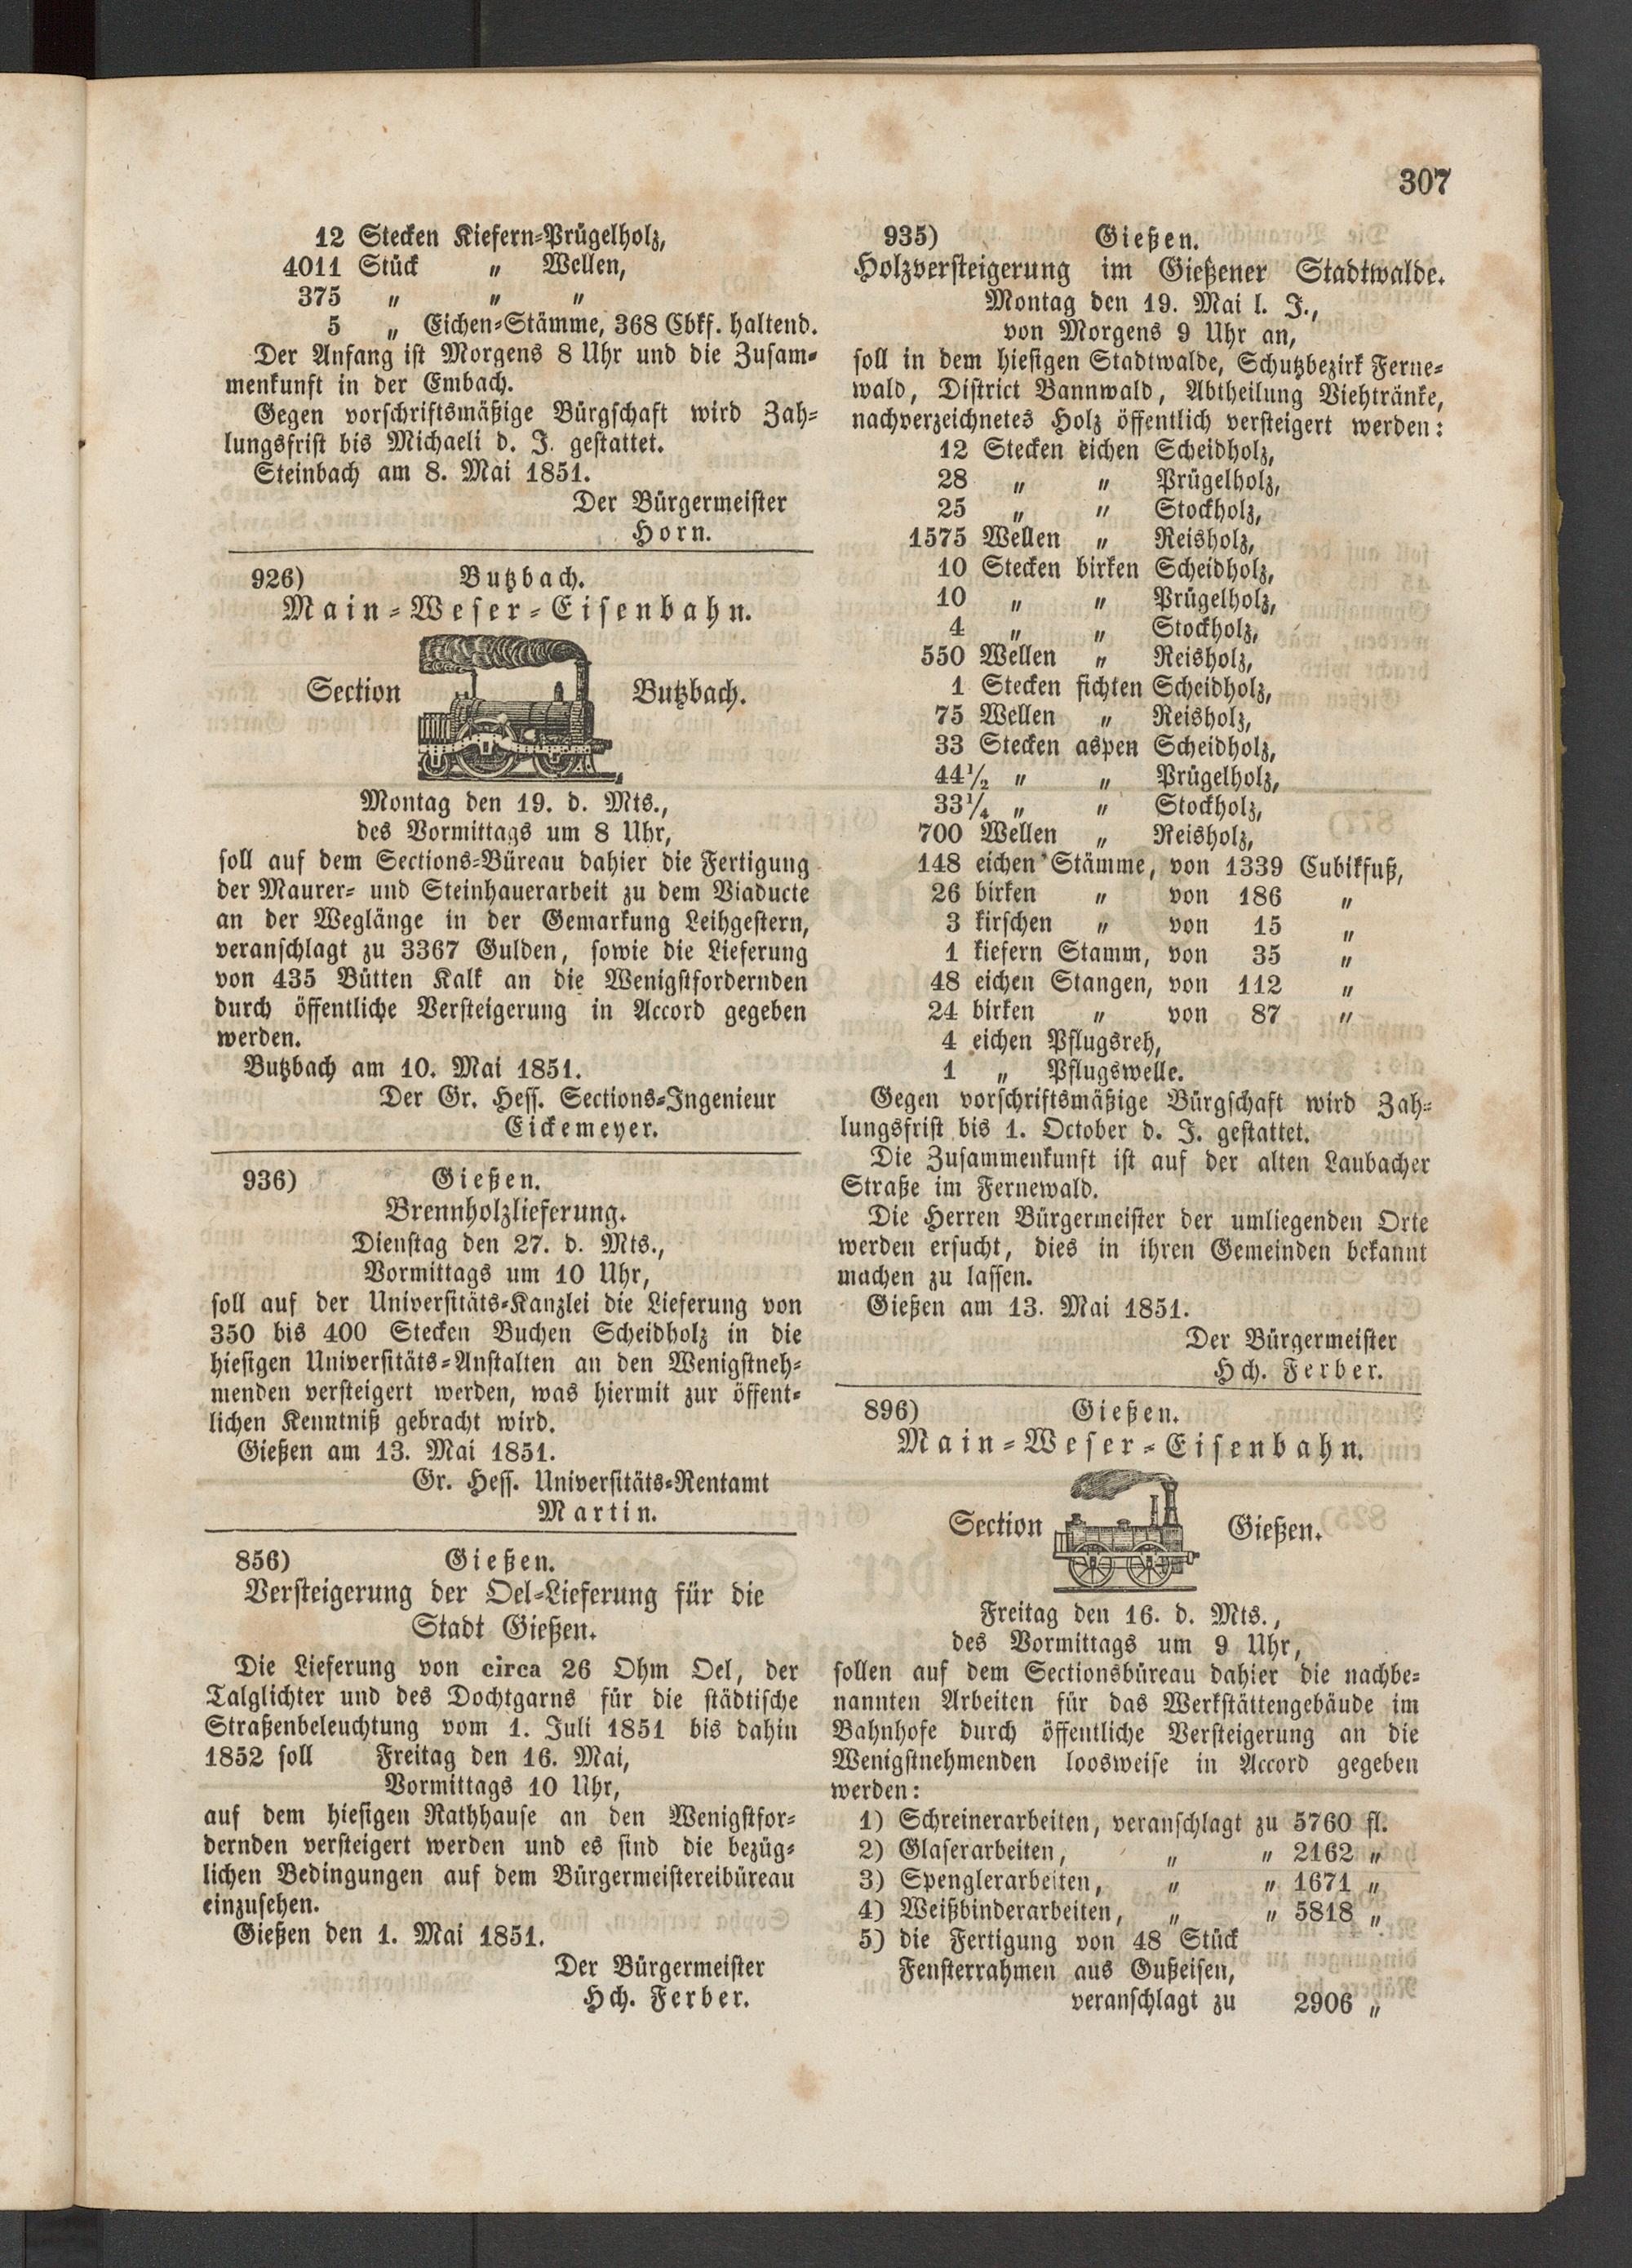 307
12 Stecken Kiefern-Prügelholz,
4011 Stück " Wellen,
375 " " "
5 " Eichen-Stämme, 368 Cbkf. haltend.
Der Anfang ist Morgens 8 Uhr und die Zusam-
menkunft in der Embach.
Gegen vorschriftsmäßige Bürgschaft wird Zah-
lungsfrist bis Michaeli d. J. gestattet.
Steinbach am 8. Mai 1851.
Der Bürgermeister
Horn.
926) Butzbach.
Main-Weser-Eisenbahn.
Section Butzbach.
Montag den 19. d. Mts.,
des Vormittags um 8 Uhr,
soll auf dem Sections-Büreau dahier die Fertigung
der Maurer- und Steinhauerarbeit zu dem Viaducte
an der Weglänge in der Gemarkung Leihgestern,
veranschlagt zu 3367 Gulden, sowie die Lieferung
von 435 Bütten Kalk an die Wenigstfordernden
durch öffentliche Versteigerung in Accord gegeben
werden.
Butzbach am 10. Mai 1851.
Der Gr. Hess. Sections-Ingenieur
Eickemeyer.
936) Gießen.
Brennholzlieferung.
Dienstag den 27. d. Mts.,
Vormittags um 10 Uhr,
soll auf der Universitäts-Kanzlei die Lieferung von
350 bis 400 Stecken Buchen Scheidholz in die
hiesigen Universitäts-Anstalten an den Wenigstneh-
menden versteigert werden, was hiermit zur öffent-
lichen Kenntniß gebracht wird.
Gießen am 13. Mai 1851.
Gr. Hess. Universitäts-Rentamt
Martin.
856) Gießen.
Versteigerung der Oel-Lieferung für die
Stadt Gießen.
Die Lieferung von circa 26 Ohm Oel, der
Talglichter und des Dochtgarns für die städtische
Straßenbeleuchtung vom 1. Juli 1851 bis dahin
1852 soll Freitag den 16. Mai,
Vormittags 10 Uhr,
auf dem hiesigen Rathhause an den Wenigstfor-
dernden versteigert werden und es sind die bezüg-
lichen Bedingungen auf dem Bürgermeistereibüreau
einzusehen.
Gießen den 1. Mai 1851.
Der Bürgermeister
Hch. Ferber.
935) Gießen.
Holzversteigerung im Gießener Stadtwalde.
Montag den 19. Mai l. J.,
von Morgens 9 Uhr an,
soll in dem hiesigen Stadtwalde, Schutzbezirk Ferne-
wald, District Bannwald, Abtheilung Viehtränke,
nachverzeichnetes Holz öffentlich versteigert werden:
12 Stecken eichen Scheidholz,
28 " " Prügelholz,
25 " " Stockholz,
1575 Wellen " Reisholz,
10 Stecken birken Scheidholz,
10 " " Prügelholz,
4 " " Stockholz,
550 Wellen " Reisholz,
1 Stecken fichten Scheidholz,
75 Wellen " Reisholz,
33 Stecken aspen Scheidholz,
44½ " " Prügelholz,
33¼ " " Stockholz,
700 Wellen " Reisholz,
148 eichen Stämme, von 1339 Cubikfuß,
26 birken " von 186 "
3 kirschen " von 15 "
1 kiefern Stamm, von 35 "
48 eichen Stangen, von 112 "
24 birken " von 87 "
4 eichen Pflugsreh,
1 " Pflugswelle.
Gegen vorschriftsmäßige Bürgschaft wird Zah-
lungsfrist bis 1. October d. J. gestattet.
Die Zusammenkunft ist auf der alten Laubacher
Straße im Fernewald.
Die Herren Bürgermeister der umliegenden Orte
werden ersucht, dies in ihren Gemeinden bekannt
machen zu lassen.
Gießen am 13. Mai 1851.
Der Bürgermeister
Hch. Ferber.
896) Gießen.
Main-Weser-Eisenbahn.
Section Gießen.
Freitag den 16. d. Mts.,
des Vormittags um 9 Uhr,
sollen auf dem Sectionsbüreau dahier die nachbe-
nannten Arbeiten für das Werkstättengebäude im
Bahnhofe durch öffentliche Versteigerung an die
Wenigstnehmenden loosweise in Accord gegeben
werden:
1) Schreinerarbeiten, veranschlagt zu 5760 fl.
2) Glaserarbeiten, " " 2162 "
3) Spenglerarbeiten, " " 1671 "
4) Weißbinderarbeiten, " " 5818 "
5) die Fertigung von 48 Stück
Fensterrahmen aus Gußeisen,
veranschlagt zu 2906 "